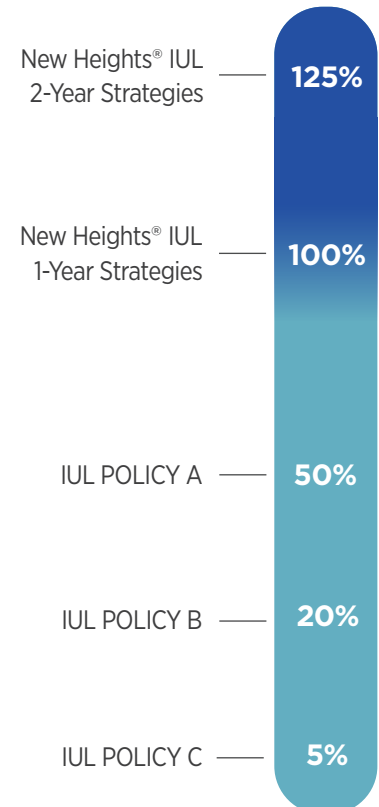 New Heights® IUL
2-Year Strategies
125%
New Heights® IUL
1-Year Strategies
100%
IUL POLICY A
50%
IUL POLICY B
20%
IUL POLICY C
5%